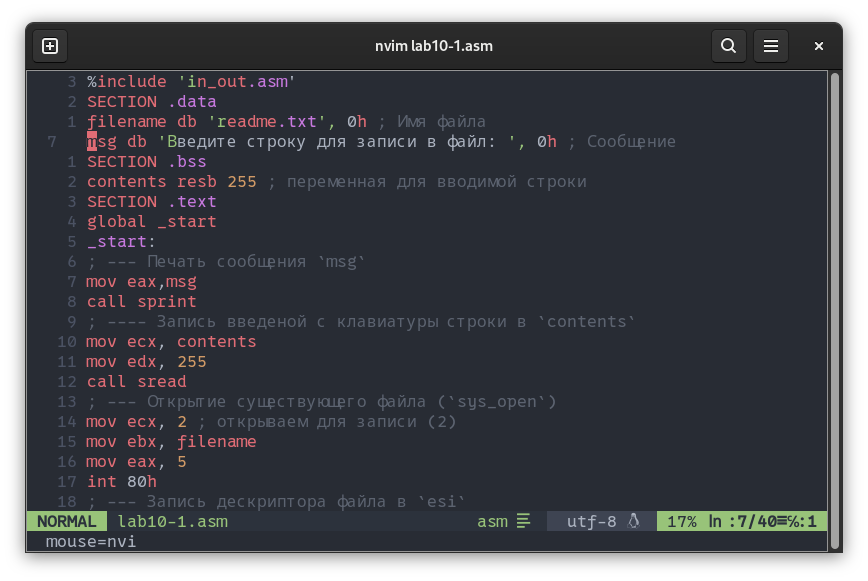 nvim lab10-1.asm
3 %include 'in_out.asm'
2 SECTION .data
1 filename db 'readme.txt', 0h ; Имя файла
7 msg db 'Введите строку для записи в файл: ', 0h ; Сообщение
1 SECTION .bss
2 contents resb 255 ; переменная для вводимой строки
3 SECTION .text
4 global _start
5 _start:
6 ; --- Печать сообщения `msg`
7 mov eax,msg
8 call sprint
9 ; ---- Запись введеной с клавиатуры строки в `contents`
10 mov ecx, contents
11 mov edx, 255
12 call sread
13 ; --- Открытие существующего файла (`sys_open`)
14 mov ecx, 2 ; открываем для записи (2)
15 mov ebx, filename
16 mov eax, 5
17 int 80h
18 ; --- Запись дескриптора файла в `esi`
NORMAL lab10-1.asm asm utf-8 17% ln :7/40≡℅:1
mouse=nvi